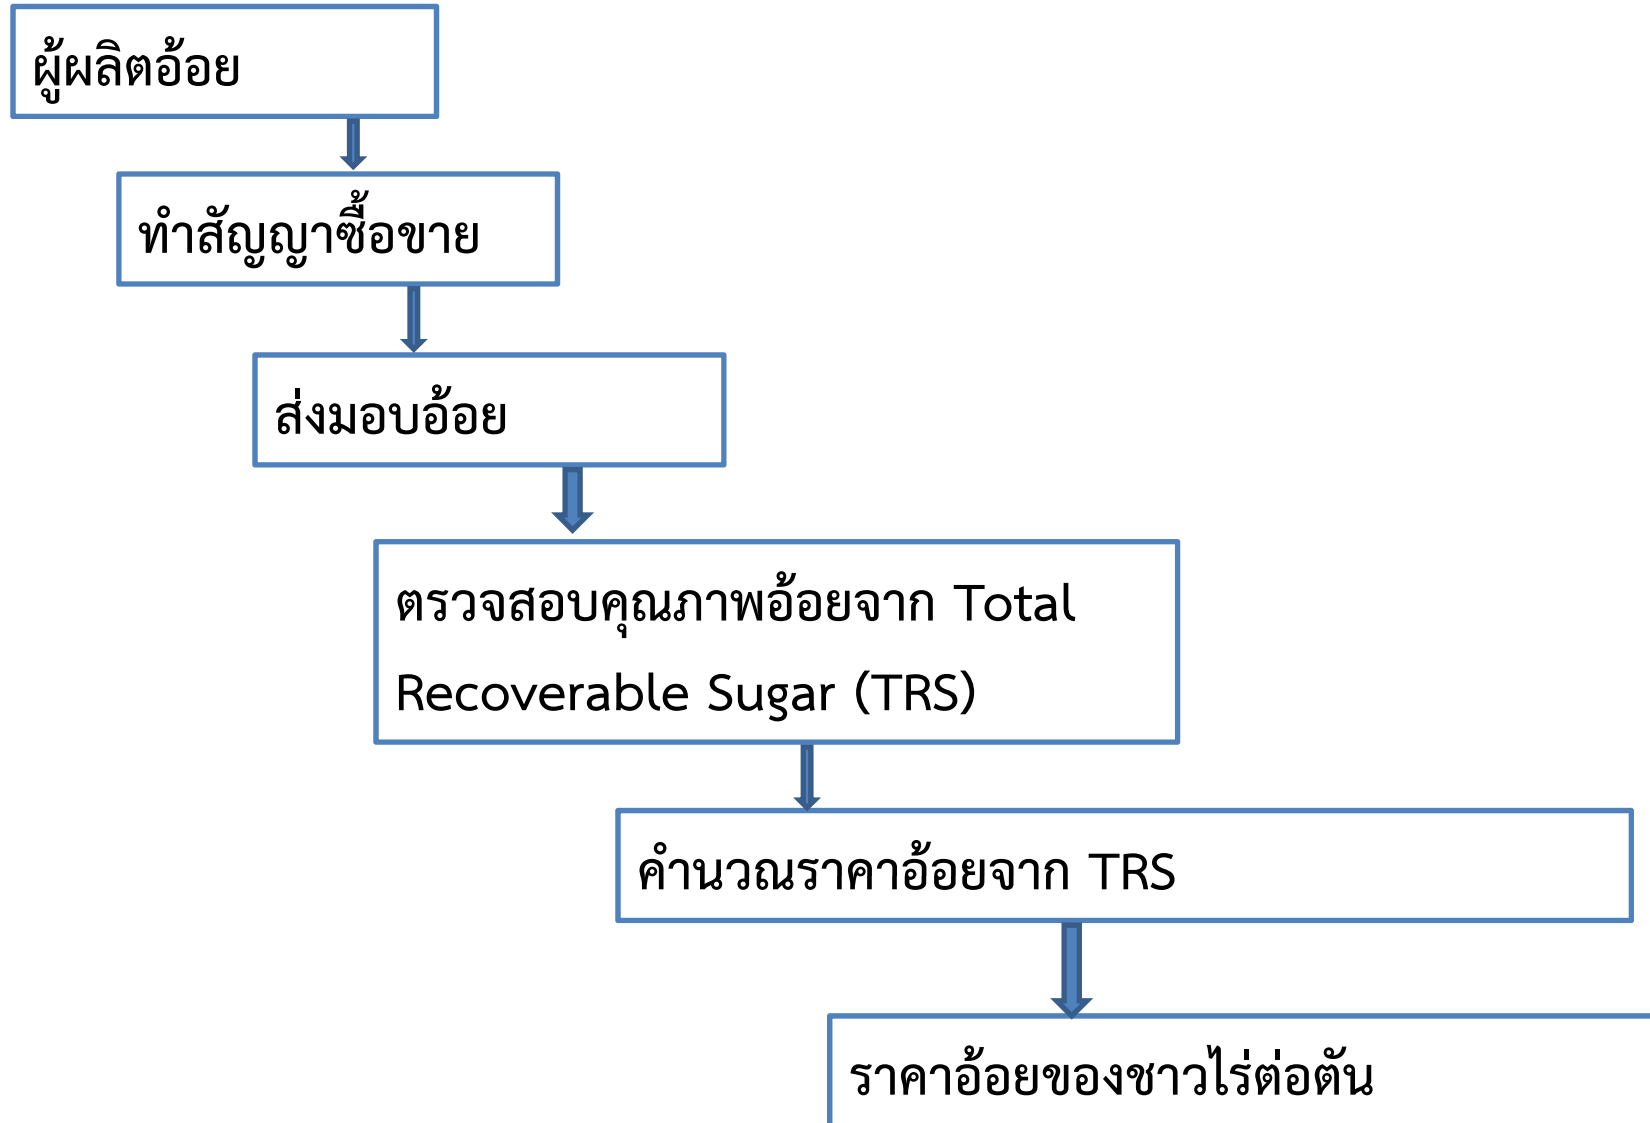 ผู้ผลิตอ้อย
ทำสัญญาซื้อขาย
ส่งมอบอ้อย
ตรวจสอบคุณภาพอ้อยจาก Total
Recoverable Sugar (TRS)
คำนวณราคาอ้อยจาก TRS
ราคาอ้อยของชาวไร่ต่อตัน